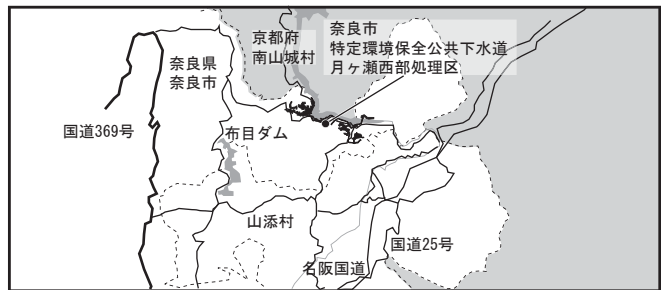 京都府
南山城村
奈良市
特定環境保全公共下水道
月ヶ瀬西部処理区
奈良県
奈良市
国道369号
布目ダム
山添村
国道25号
名阪国道